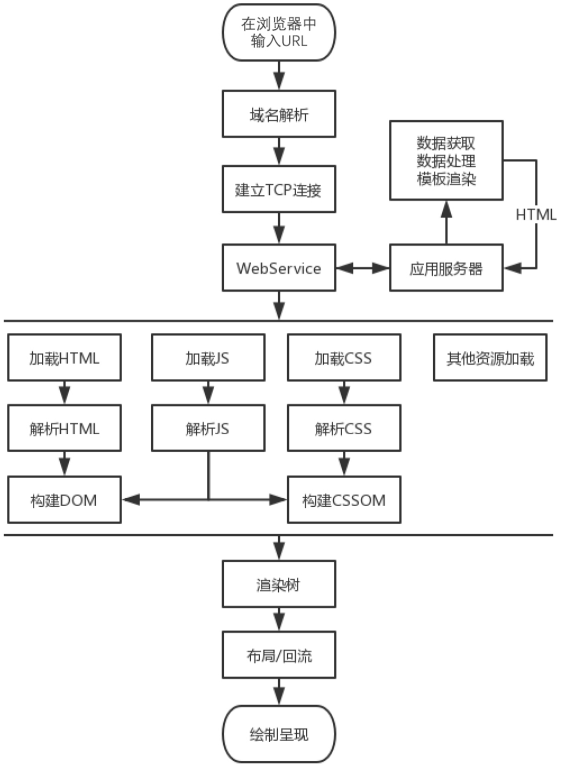 在浏览器中
输入URL
域名解析
数据获取
数据处理
模板渲染
建立TCP连接
HTML
WebService
应用服务器
加载HTML
加载JS
加载CSS
其他资源加载
解析HTML
解析JS
解析CSS
构建DOM
构建CSSOM
渲染树
布局/回流
绘制呈现